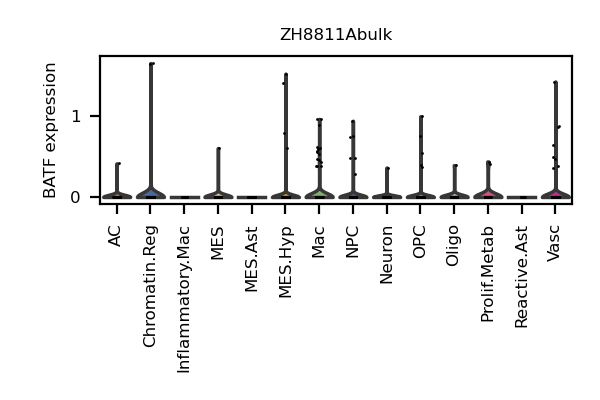 ZH8811Abulk
BATF expression
1
0
AC
Chromatin.Reg
Inflammatory.Mac
MES
MES.Ast
MES.Hyp
Mac
NPC
Neuron
OPC
Oligo
Prolif.Metab
Reactive.Ast
Vasc